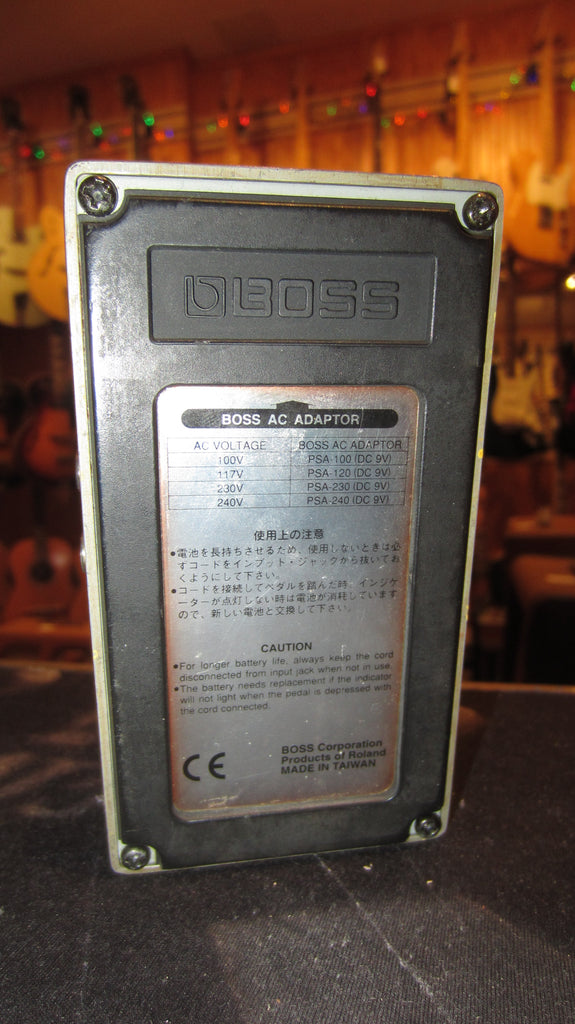 BOSS
BOSS AC ADAPTOR
AC VOLTAGE BOSS AC ADAPTOR
100V PSA-100 (DC 9V)
117V PSA-120 (DC 9V)
230V PSA-230 (DC 9V)
240V PSA-240 (DC 9V)
使用上の注意
●電池を長持ちさせるため、使用しないときは必
ずコードをインプット・ジャックから抜いてお
くようにして下さい。
●コードを接続してペダルを踏んだ時、インジケ
ーターが点灯しない時は電池が消耗しています
ので、新しい電池と交換して下さい。
CAUTION
●For longer battery life, always keep the cord
disconnected from input jack when not in use.
●The battery needs replacement if the indicator
will not light when the pedal is depressed with
the cord connected.
CE
BOSS Corporation
Products of Roland
MADE IN TAIWAN